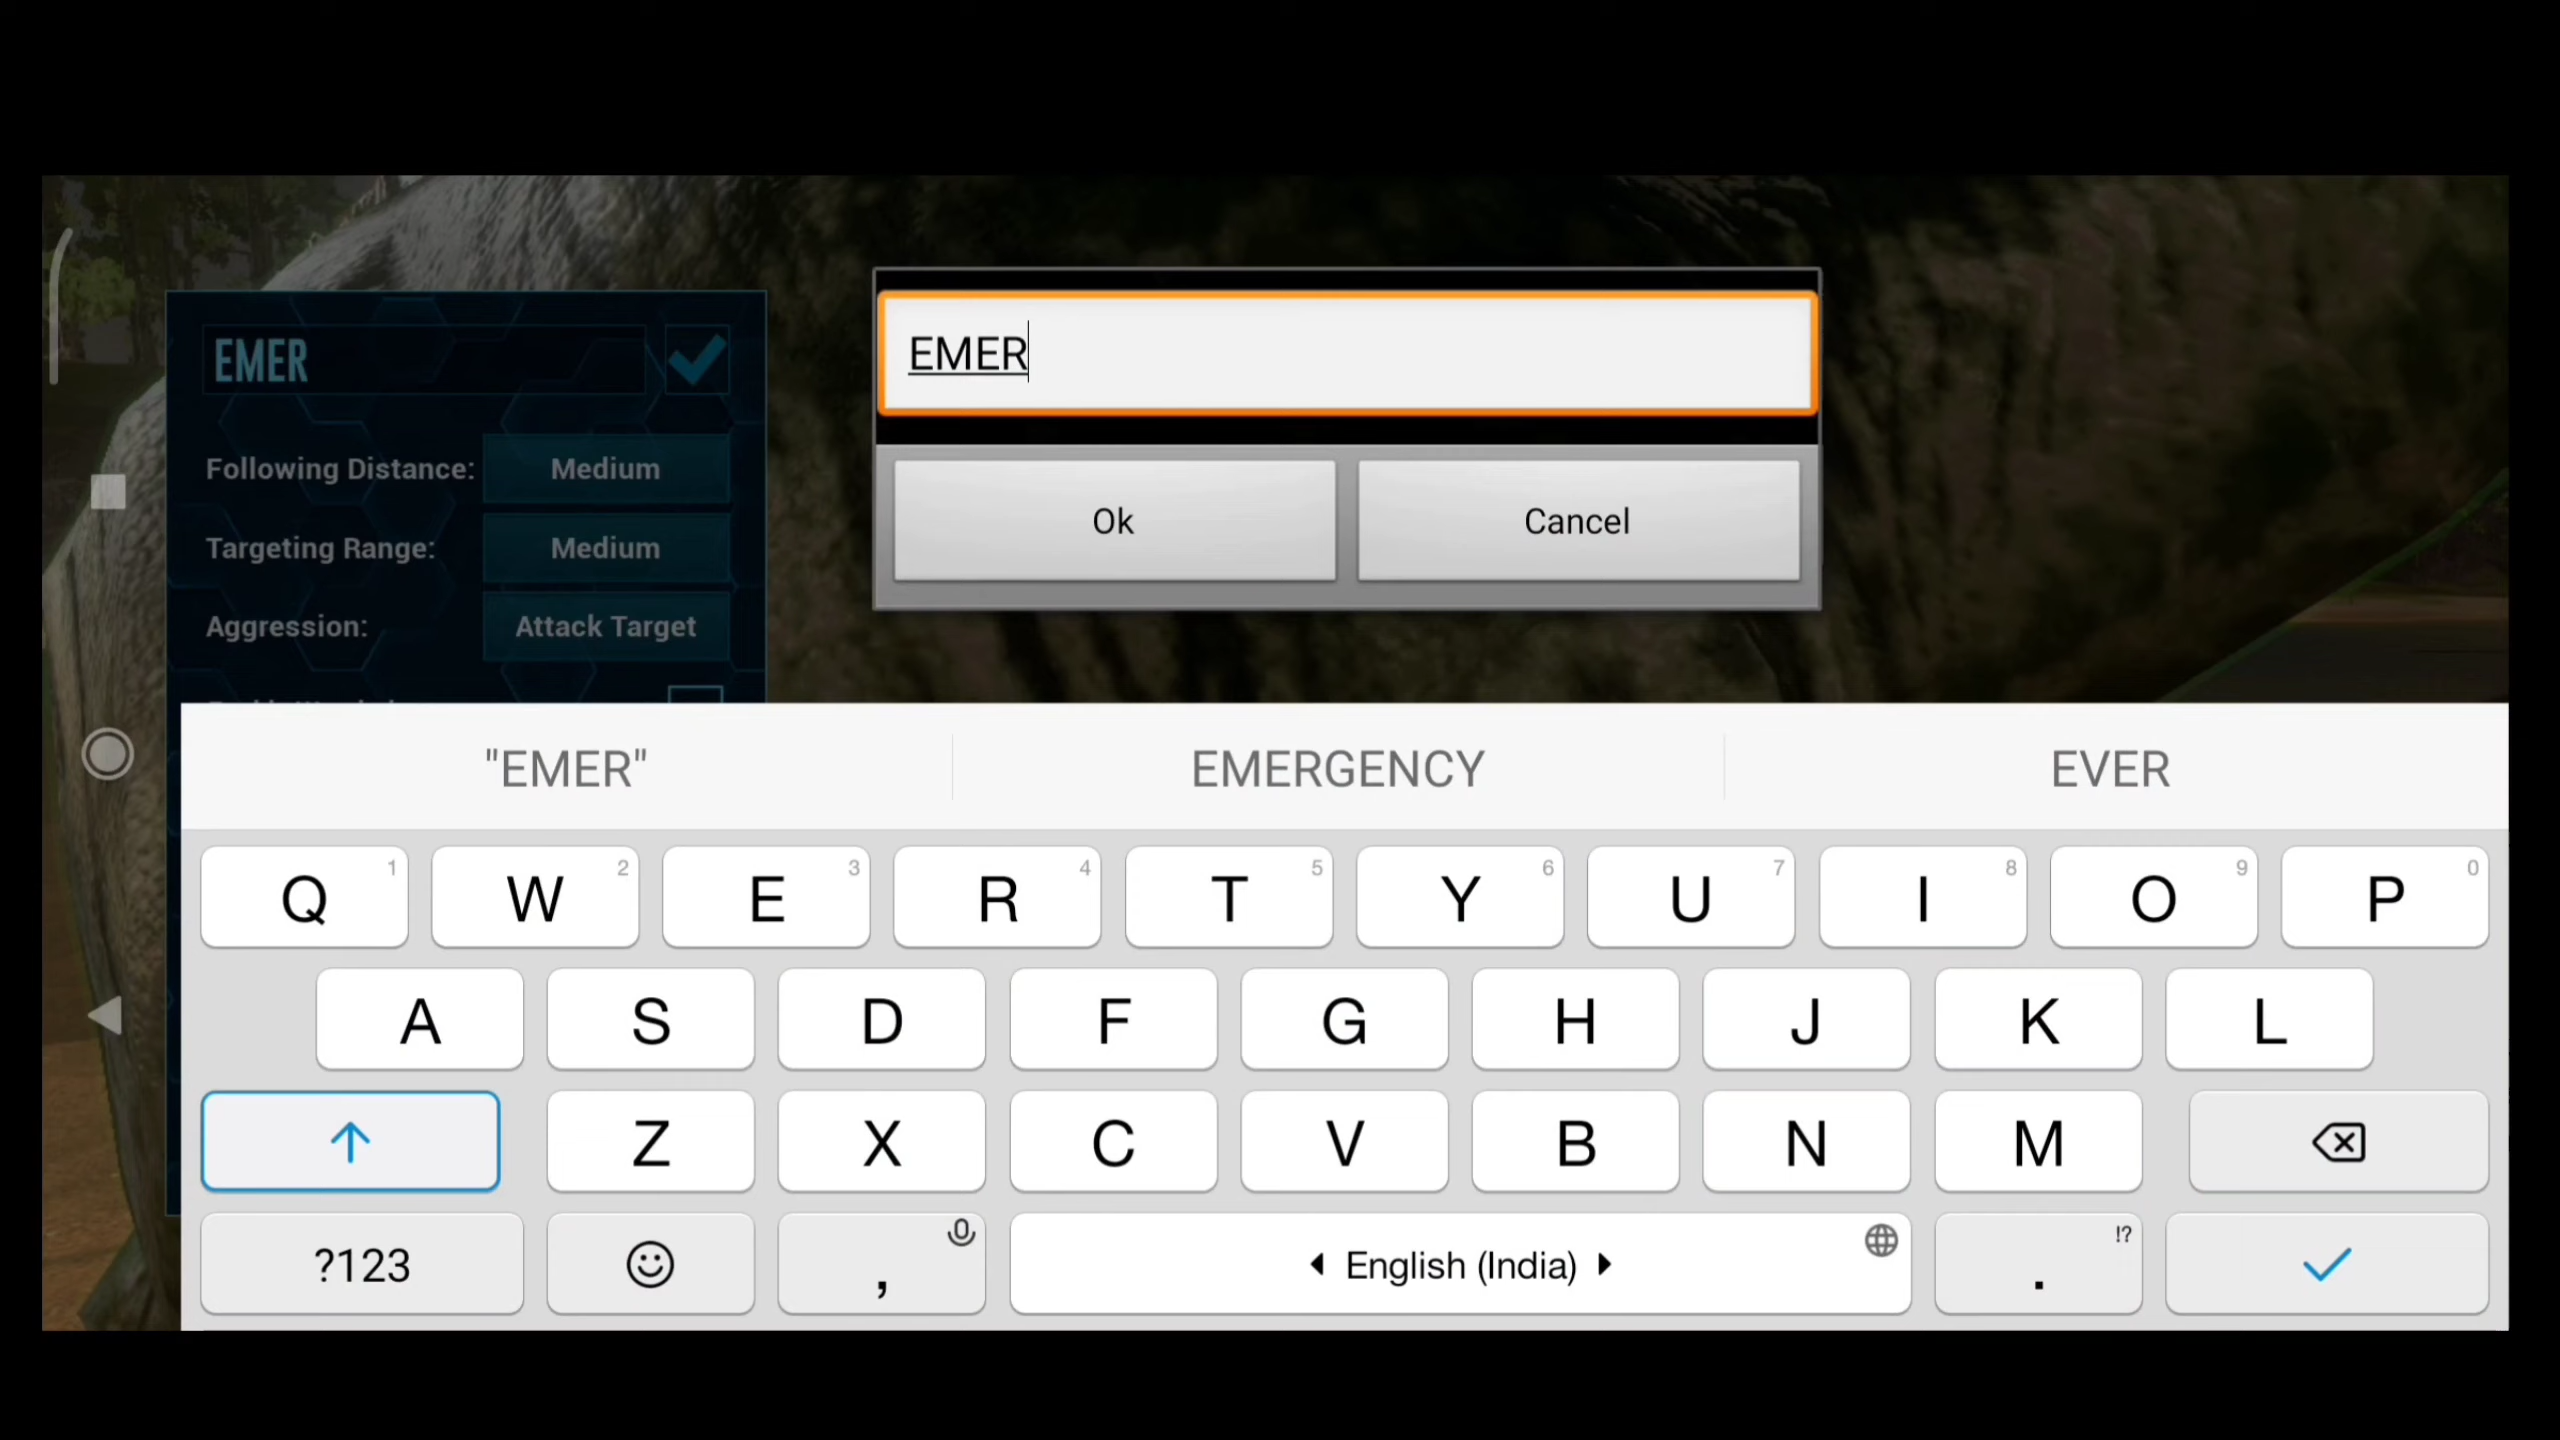 EMER
EMER
Following Distance: Medium
Ok Cancel
Targeting Range: Medium
Aggression: Attack Target
"EMER" EMERGENCY EVER
Q 1 W 2 E 3 R 4 T 5 Y 6 U 7 I 8 O 9 P 0
A S D F G H J K L
Z X C V B N M
?123 , English (India) . !?